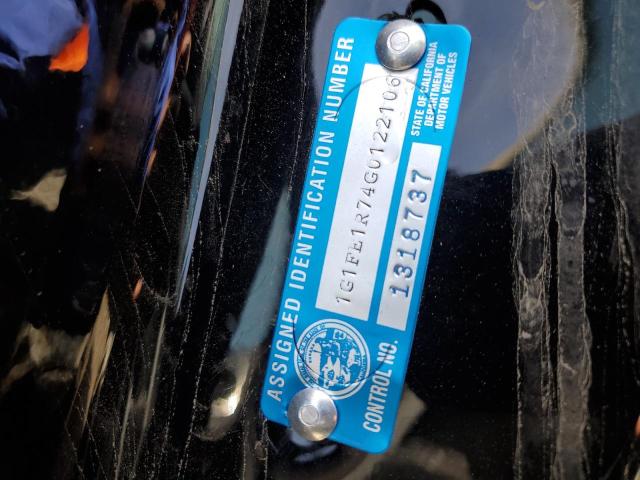 ASSIGNED IDENTIFICATION NUMBER
1G1FE1R74G0122106
STATE OF CALIFORNIA
DEPARTMENT OF
MOTOR VEHICLES
CONTROL NO.
1318737